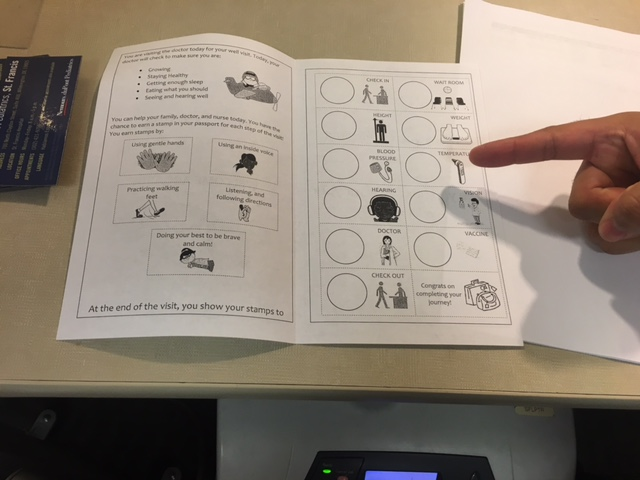 You are visiting the doctor today for your well visit. Today, your
doctor will check to make sure you are:
• Growing
• Staying Healthy
• Getting enough sleep
• Eating what you should
• Seeing and hearing well
You can help your family, doctor, and nurse today. You have the
chance to earn a stamp in your passport for each step of the visit!
You earn stamps by:
Using gentle hands
Using an inside voice
Practicing walking
feet
Listening, and
following directions
Doing your best to be brave
and calm!
At the end of the visit, you show your stamps to
CHECK IN
WAIT ROOM
HEIGHT
WEIGHT
BLOOD
PRESSURE
TEMPERATU
HEARING
VISION
DOCTOR
VACCINE
CHECK OUT
Congrats on
completing your
journey!
St. Francis